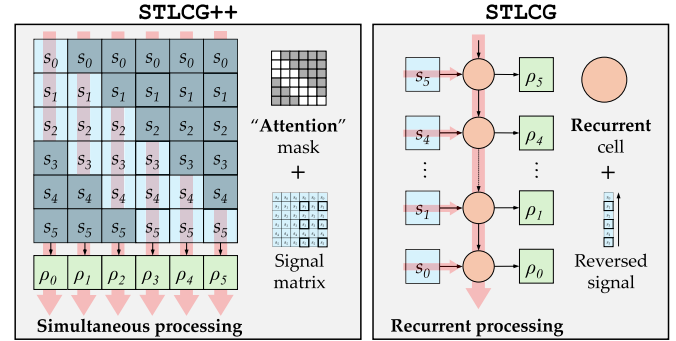 STLCG++
s0 s0 s0 s0 s0 s0
s1 s1 s1 s1 s1 s1
s2 s2 s2 s2 s2 s2
s3 s3 s3 s3 s3 s3
s4 s4 s4 s4 s4 s4
s5 s5 s5 s5 s5 s5
ρ0 ρ1 ρ2 ρ3 ρ4 ρ5
Simultaneous processing
“Attention”
mask
+
Signal
matrix
STLCG
s5 ρ5
s4 ρ4
⋮ ⋮
s1 ρ1
s0 ρ0
Recurrent processing
Recurrent
cell
+
Reversed
signal